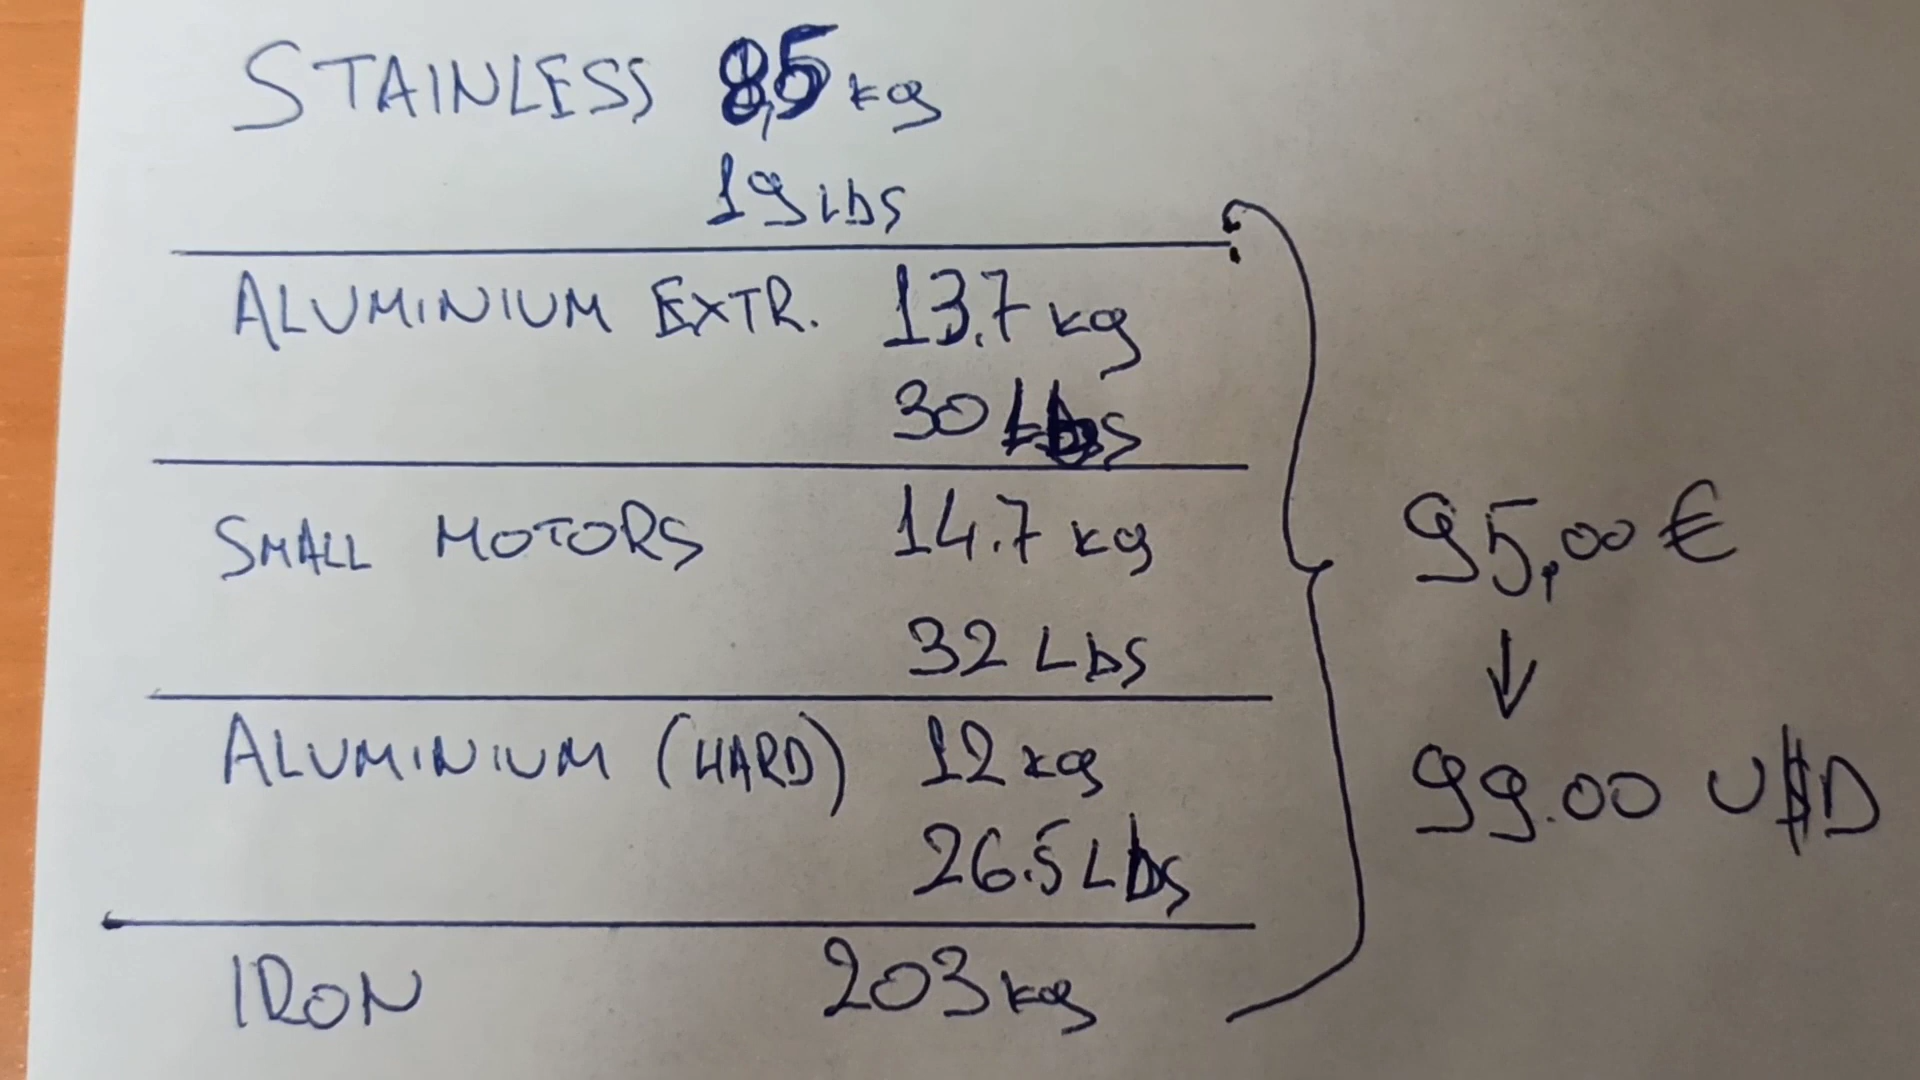 STAINLESS 8,5 kg
19 Lbs
ALUMINIUM EXTR. 13.7 kg
30 Lbs
SMALL MOTORS 14.7 kg
32 Lbs
ALUMINIUM (HARD) 12 kg
26.5 Lbs
IRON 203 kg
95,00 €
↓
99.00 U$D